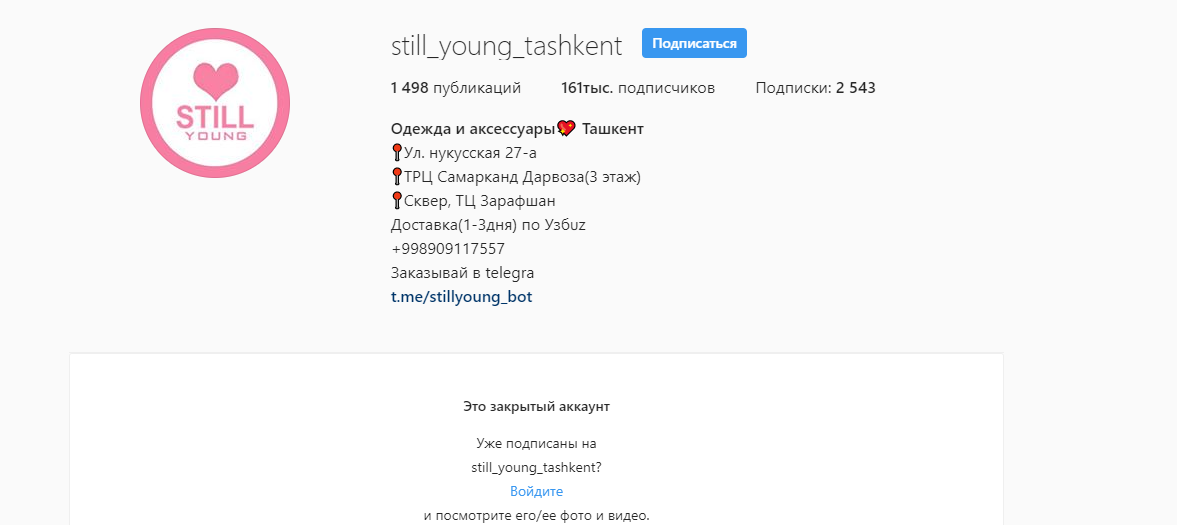 STILL
YOUNG
still_young_tashkent Подписаться
1 498 публикаций 161тыс. подписчиков Подписки: 2 543
Одежда и аксессуары💖 Ташкент
📍Ул. нукусская 27-а
📍ТРЦ Самарканд Дарвоза(3 этаж)
📍Сквер, ТЦ Зарафшан
Доставка(1-3дня) по Узбuz
+998909117557
Заказывай в telegra
t.me/stillyoung_bot
Это закрытый аккаунт
Уже подписаны на
still_young_tashkent?
Войдите
и посмотрите его/ее фото и видео.